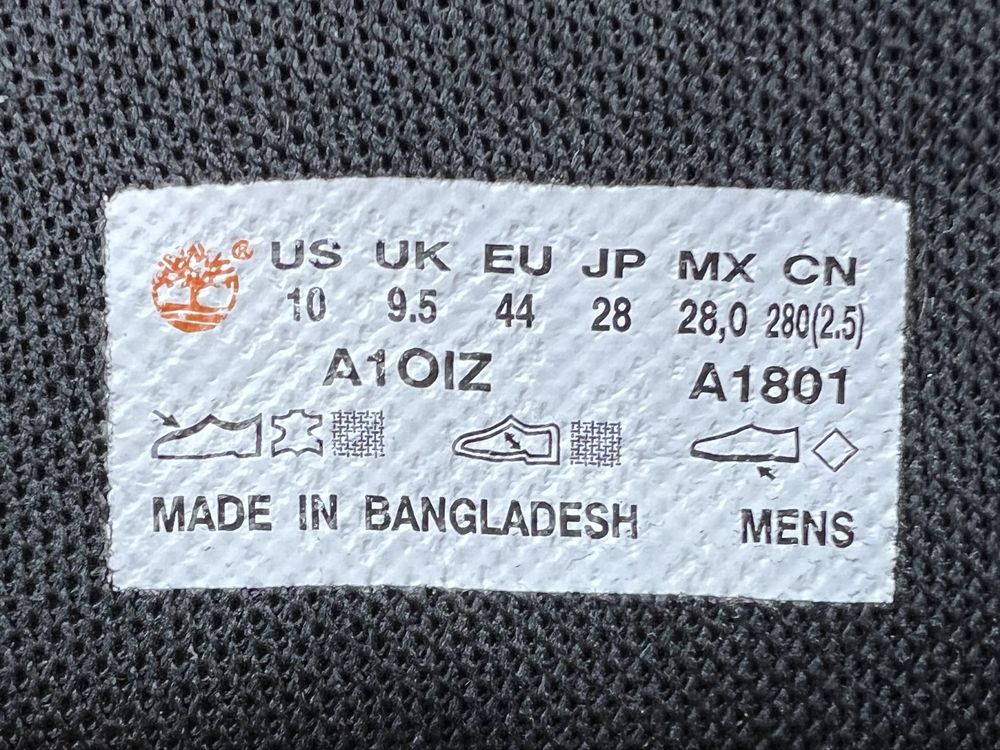 ® US UK EU JP MX CN
10 9.5 44 28 28,0 280(2.5)
A1OIZ A1801
MADE IN BANGLADESH MENS